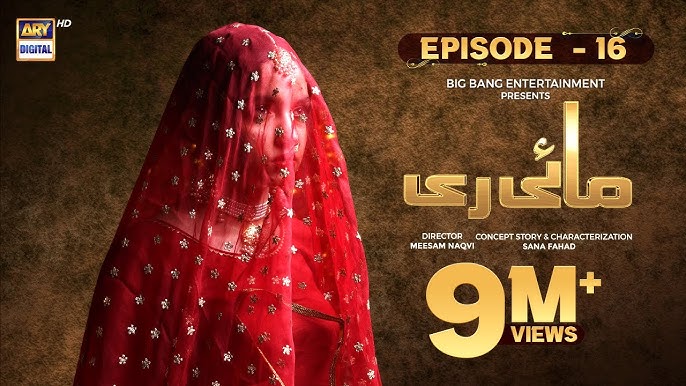 ARY
DIGITAL
HD
EPISODE - 16
BIG BANG ENTERTAINMENT
PRESENTS
مائی ری
DIRECTOR
MEESAM NAQVI
CONCEPT STORY & CHARACTERIZATION
SANA FAHAD
9M+
VIEWS